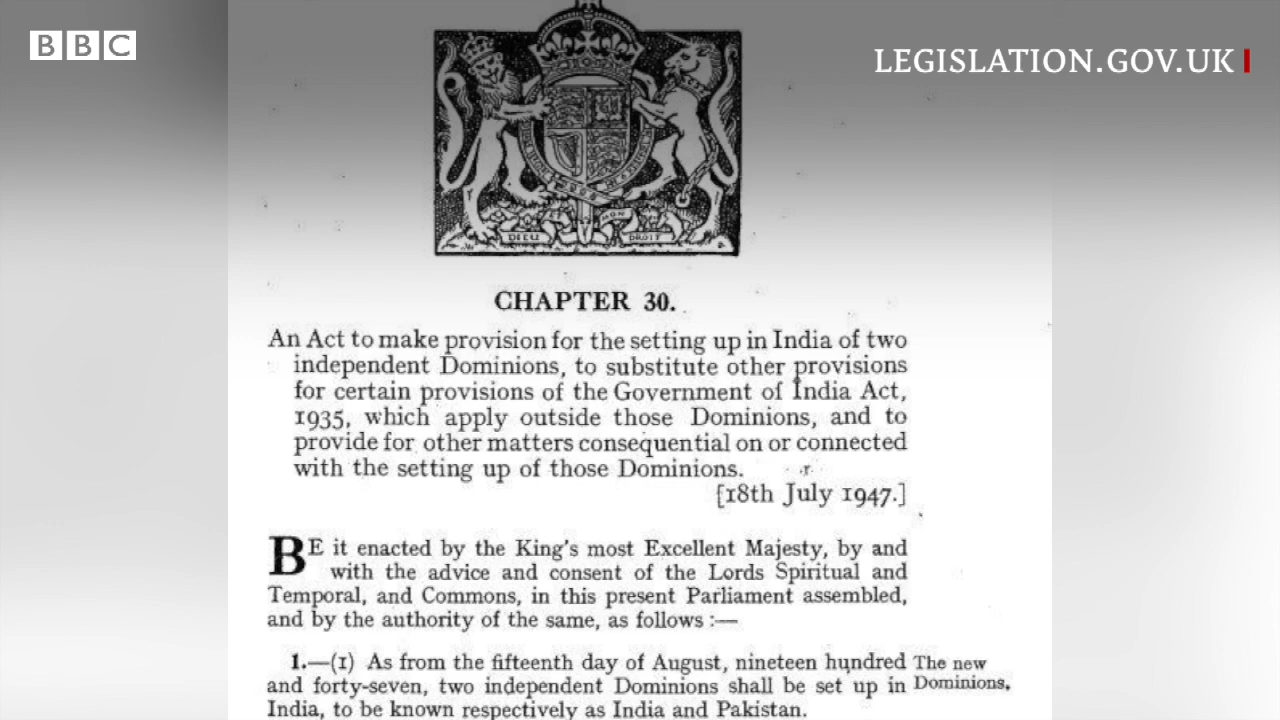 BBC
LEGISLATION.GOV.UK
DIEU ET MON DROIT
CHAPTER 30.
An Act to make provision for the setting up in India of two
independent Dominions, to substitute other provisions
for certain provisions of the Government of India Act,
1935, which apply outside those Dominions, and to
provide for other matters consequential on or connected
with the setting up of those Dominions.
[18th July 1947.]
BE it enacted by the King's most Excellent Majesty, by and
with the advice and consent of the Lords Spiritual and
Temporal, and Commons, in this present Parliament assembled,
and by the authority of the same, as follows :—
1.—(1) As from the fifteenth day of August, nineteen hundred The new
and forty-seven, two independent Dominions shall be set up in Dominions.
India, to be known respectively as India and Pakistan.